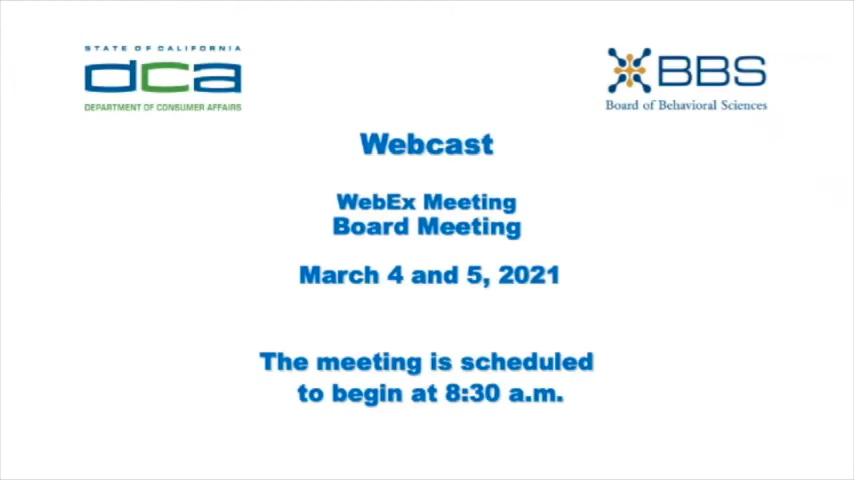 STATE OF CALIFORNIA
dca
DEPARTMENT OF CONSUMER AFFAIRS
BBS
Board of Behavioral Sciences
Webcast
WebEx Meeting
Board Meeting
March 4 and 5, 2021
The meeting is scheduled
to begin at 8:30 a.m.